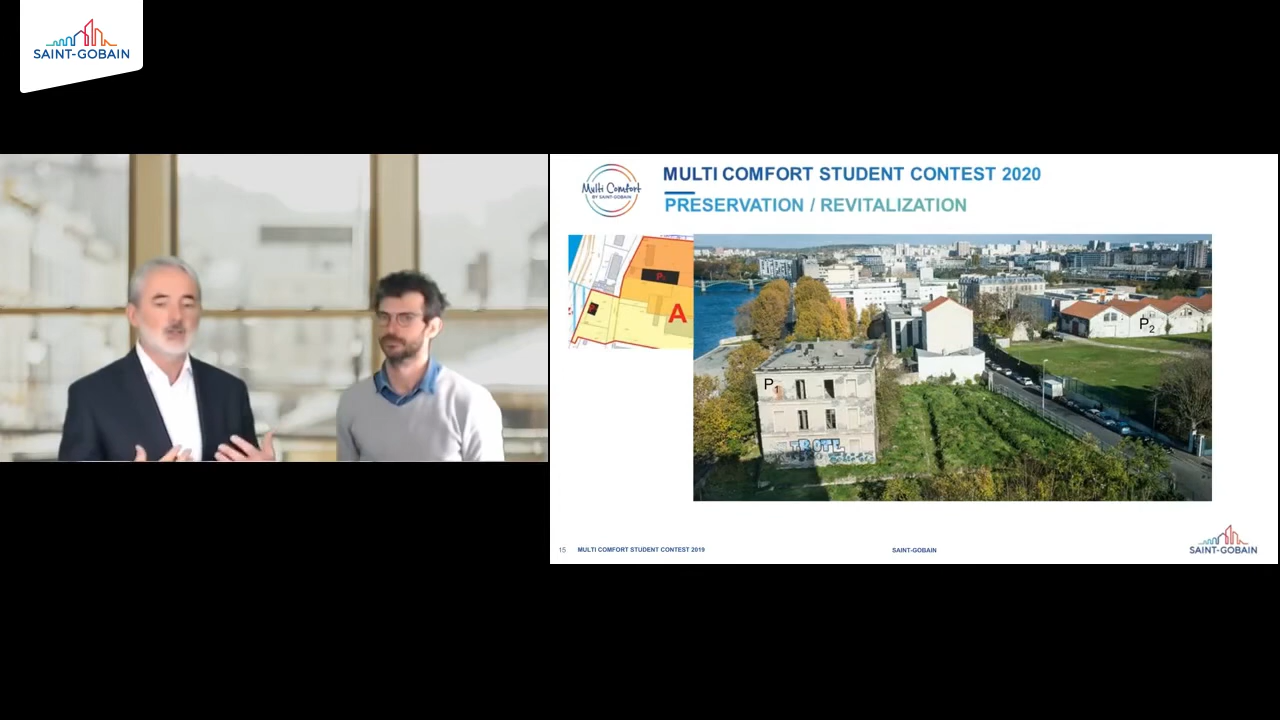 SAINT-GOBAIN
Multi Comfort
BY SAINT-GOBAIN
MULTI COMFORT STUDENT CONTEST 2020
PRESERVATION / REVITALIZATION
A
P1
P2
TROTE
15
MULTI COMFORT STUDENT CONTEST 2019
SAINT-GOBAIN
SAINT-GOBAIN